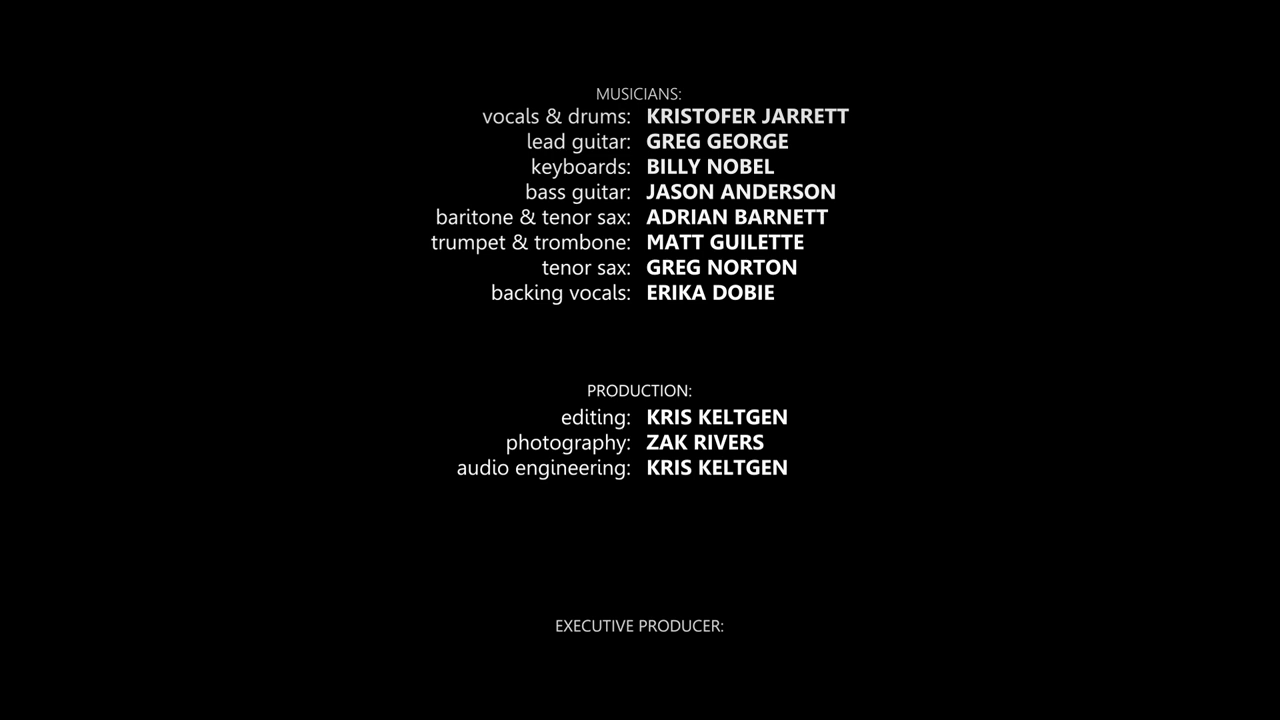 MUSICIANS:
vocals & drums: KRISTOFER JARRETT
lead guitar: GREG GEORGE
keyboards: BILLY NOBEL
bass guitar: JASON ANDERSON
baritone & tenor sax: ADRIAN BARNETT
trumpet & trombone: MATT GUILETTE
tenor sax: GREG NORTON
backing vocals: ERIKA DOBIE
PRODUCTION:
editing: KRIS KELTGEN
photography: ZAK RIVERS
audio engineering: KRIS KELTGEN
EXECUTIVE PRODUCER: